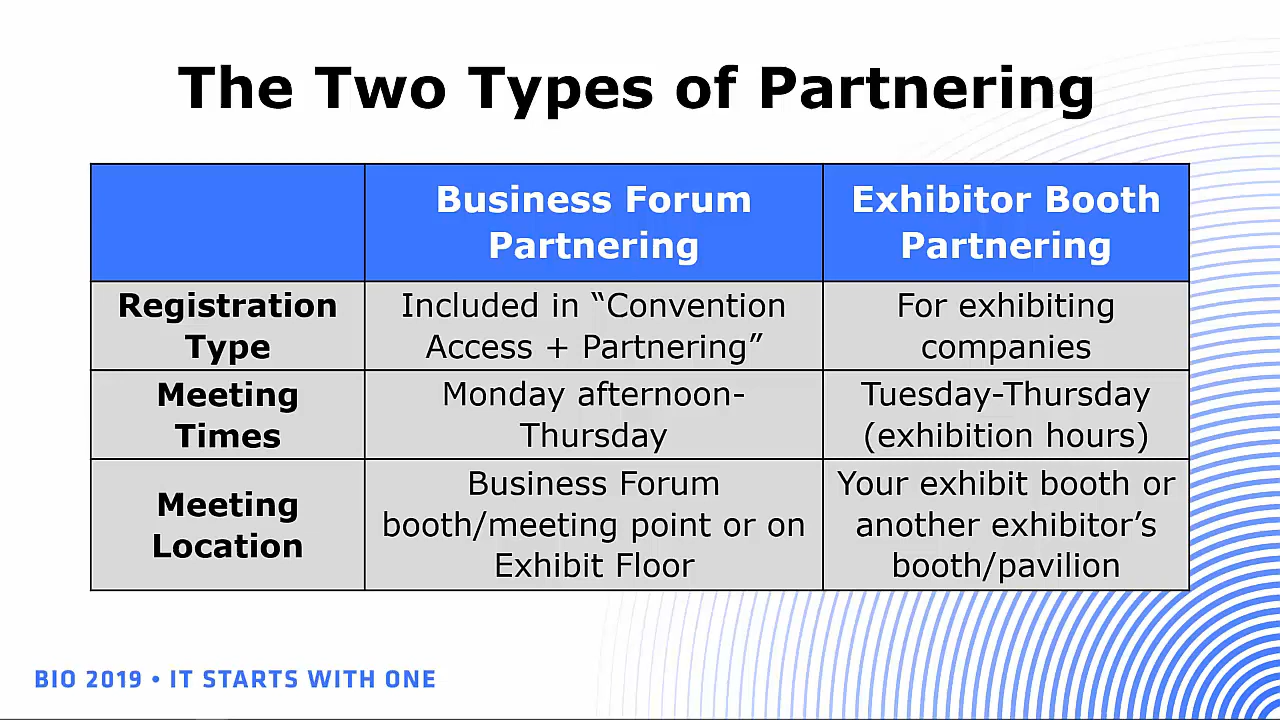 The Two Types of Partnering
Business Forum
Partnering
Exhibitor Booth
Partnering
Registration
Type
Included in “Convention
Access + Partnering”
For exhibiting
companies
Meeting
Times
Monday afternoon-
Thursday
Tuesday-Thursday
(exhibition hours)
Meeting
Location
Business Forum
booth/meeting point or on
Exhibit Floor
Your exhibit booth or
another exhibitor’s
booth/pavilion
BIO 2019 • IT STARTS WITH ONE